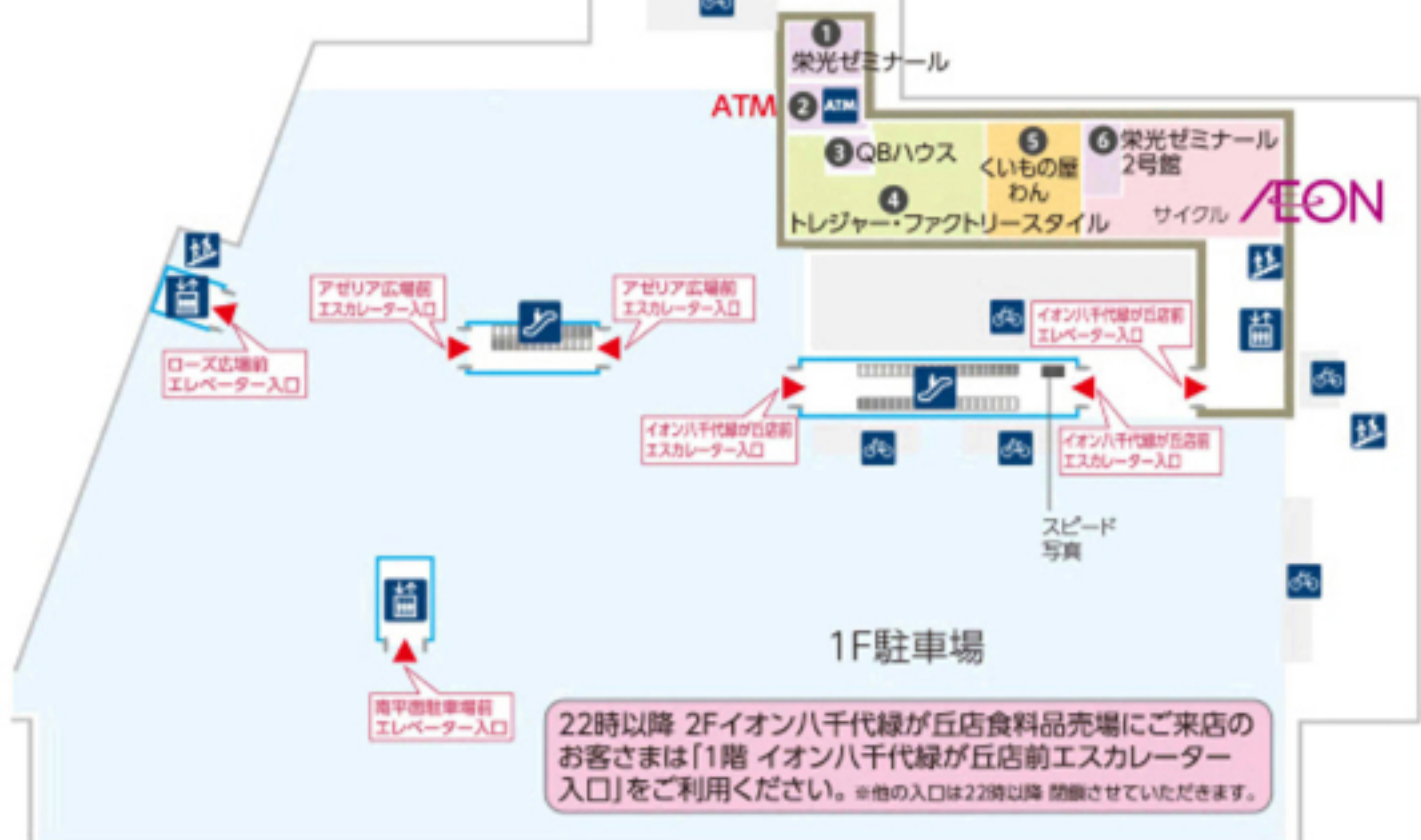 1
栄光ゼミナール
ATM
2
ATM
3
QBハウス
4
トレジャー・ファクトリースタイル
5
くいもの屋
わん
6
栄光ゼミナール
2号館
サイクル
ÆON
アゼリア広場前
エスカレーター入口
アゼリア広場前
エスカレーター入口
イオン八千代緑が丘店前
エレベーター入口
ローズ広場前
エレベーター入口
イオン八千代緑が丘店前
エスカレーター入口
イオン八千代緑が丘店前
エスカレーター入口
スピード
写真
1F駐車場
南平面駐車場前
エレベーター入口
22時以降 2Fイオン八千代緑が丘店食料品売場にご来店の
お客さまは「1階 イオン八千代緑が丘店前エスカレーター
入口」をご利用ください。※他の入口は22時以降 閉鎖させていただきます。